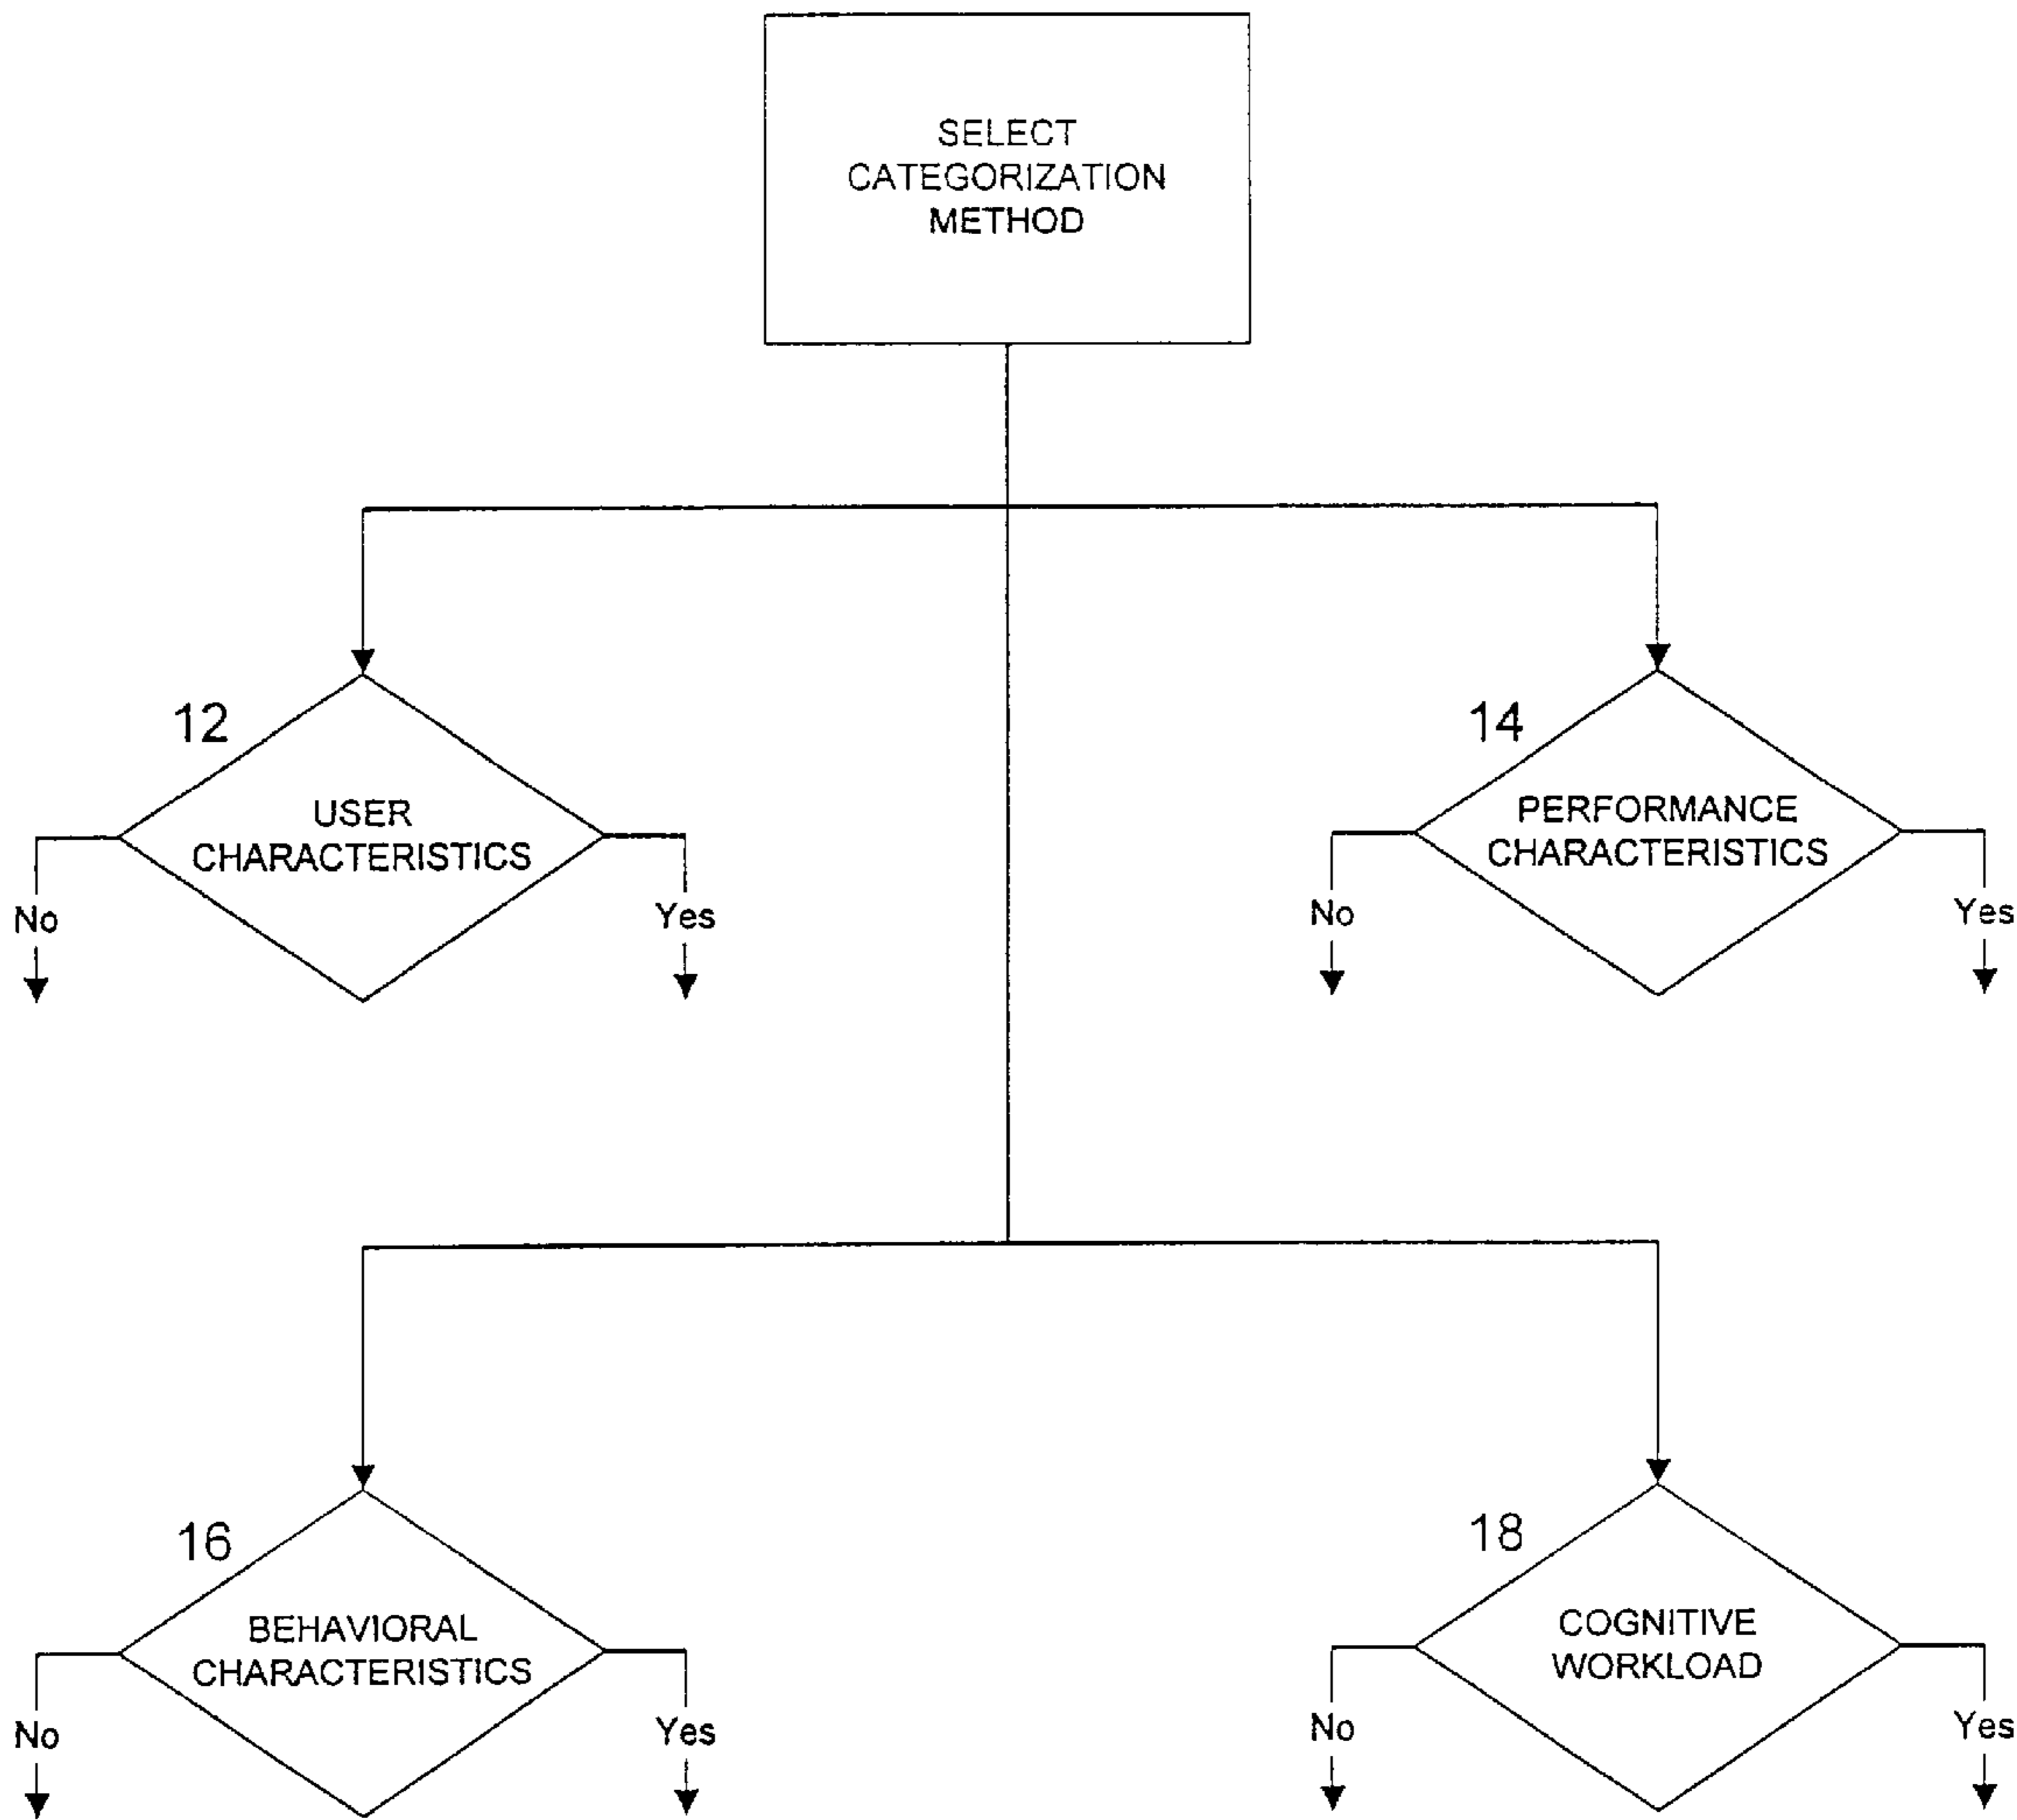 SELECT
CATEGORIZATION
METHOD
12
USER
CHARACTERISTICS
No
Yes
14
PERFORMANCE
CHARACTERISTICS
No
Yes
16
BEHAVIORAL
CHARACTERISTICS
No
Yes
18
COGNITIVE
WORKLOAD
No
Yes